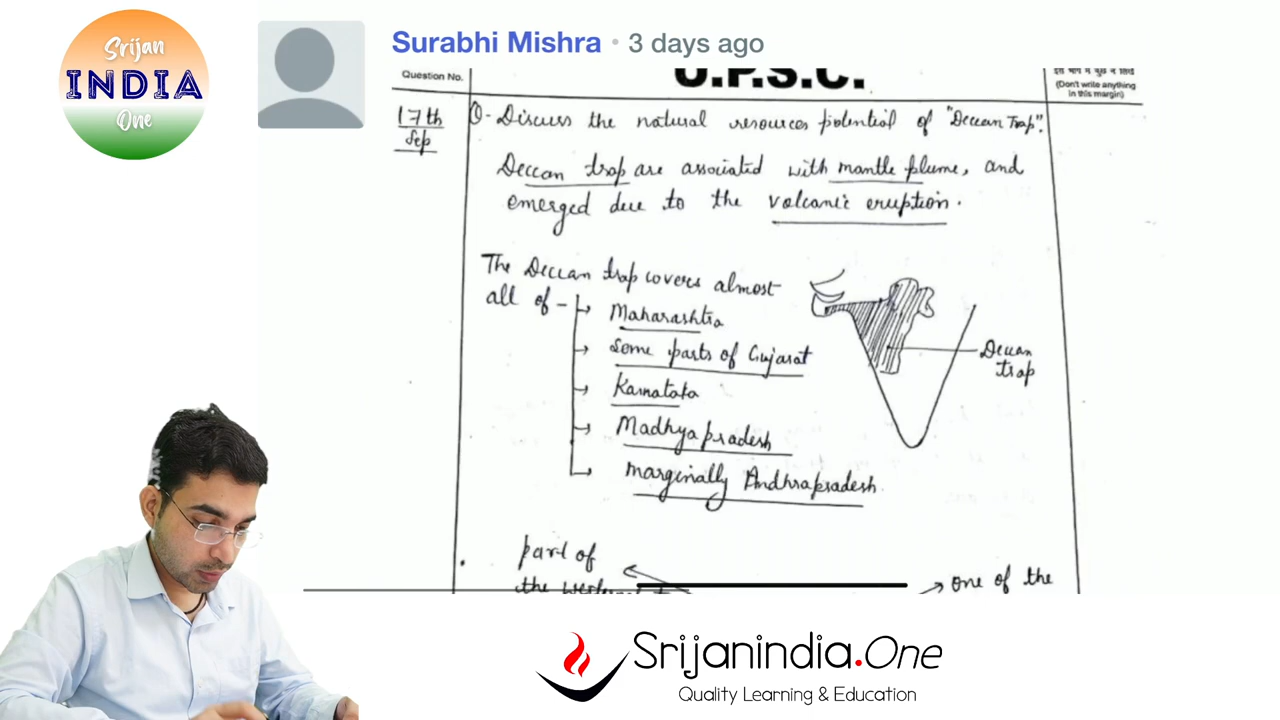 Srijan
INDIA
One
Surabhi Mishra • 3 days ago
Question No.
U.P.S.C.
(Don't write anything
in this margin)
17th
Sep
Q- Discuss the natural resources potential of "Deccan Trap".
Deccan trap are associated with mantle plume, and
emerged due to the volcanic eruption.
The Deccan trap covers almost
all of -
Maharashtra
Some parts of Gujarat
Karnataka
Madhya pradesh
marginally Andhrapradesh.
Deccan
trap
part of
the
one of the
Srijanindia.One
Quality Learning & Education